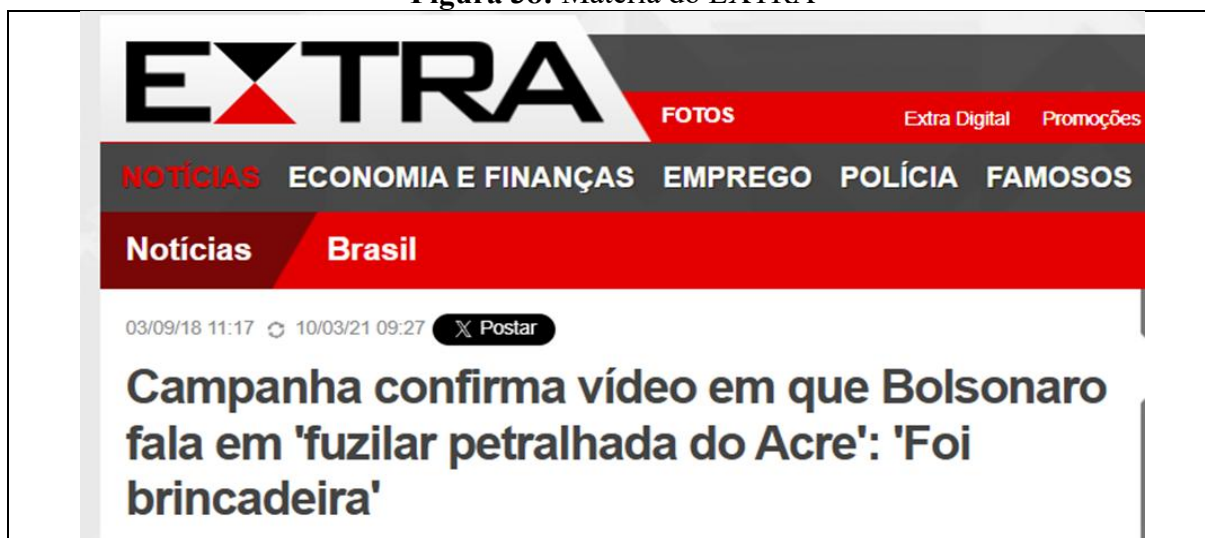 Figura 38: Matéria do EXTRA
EXTRA
FOTOS Extra Digital Promoções
NOTÍCIAS ECONOMIA E FINANÇAS EMPREGO POLÍCIA FAMOSOS
Notícias Brasil
03/09/18 11:17 10/03/21 09:27 X Postar
Campanha confirma vídeo em que Bolsonaro
fala em 'fuzilar petralhada do Acre': 'Foi
brincadeira'